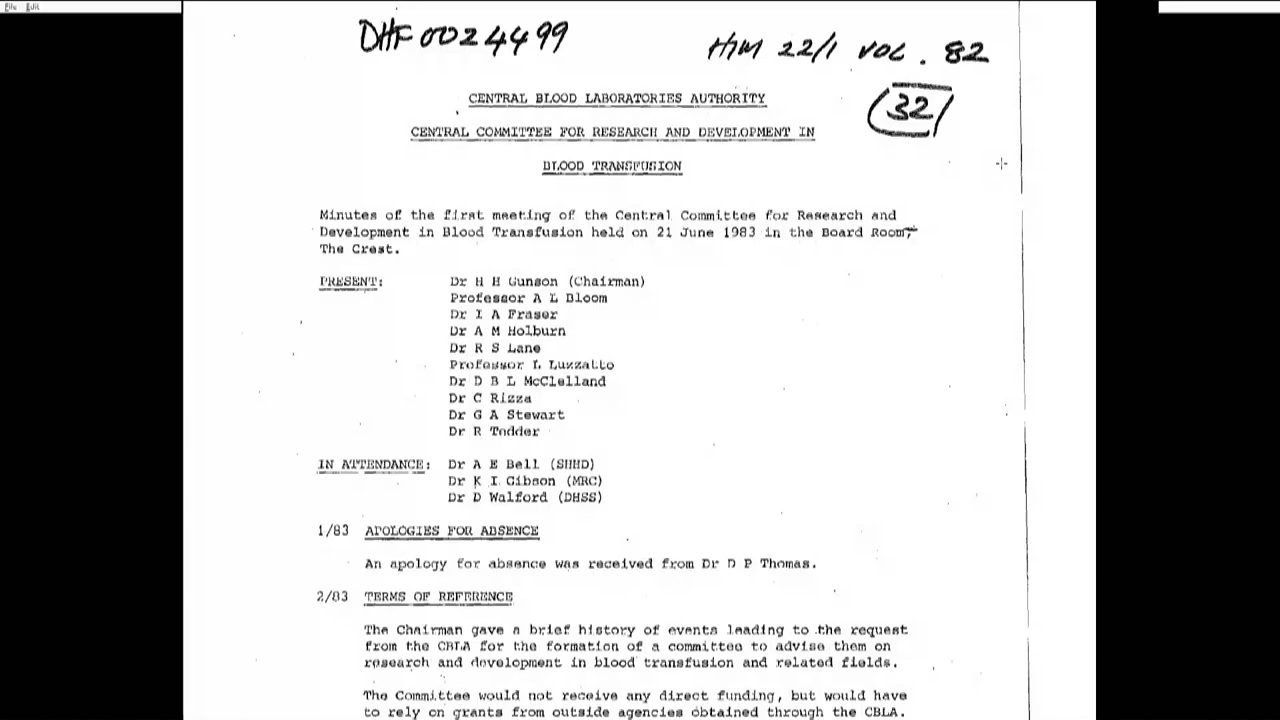 File Edit
DHF0024499
HIM 22/1 VOL. 82
32
CENTRAL BLOOD LABORATORIES AUTHORITY
CENTRAL COMMITTEE FOR RESEARCH AND DEVELOPMENT IN
BLOOD TRANSFUSION
Minutes of the first meeting of the Central Committee for Research and
Development in Blood Transfusion held on 21 June 1983 in the Board Room,
The Crest.
PRESENT: Dr H H Gunson (Chairman)
Professor A L Bloom
Dr I A Fraser
Dr A M Holburn
Dr R S Lane
Professor L Luzzatto
Dr D B L McClelland
Dr C Rizza
Dr G A Stewart
Dr R Tedder
IN ATTENDANCE: Dr A E Bell (SHHD)
Dr K I Gibson (MRC)
Dr D Walford (DHSS)
1/83 APOLOGIES FOR ABSENCE
An apology for absence was received from Dr D P Thomas.
2/83 TERMS OF REFERENCE
The Chairman gave a brief history of events leading to the request
from the CBLA for the formation of a committee to advise them on
research and development in blood transfusion and related fields.
The Committee would not receive any direct funding, but would have
to rely on grants from outside agencies obtained through the CBLA.